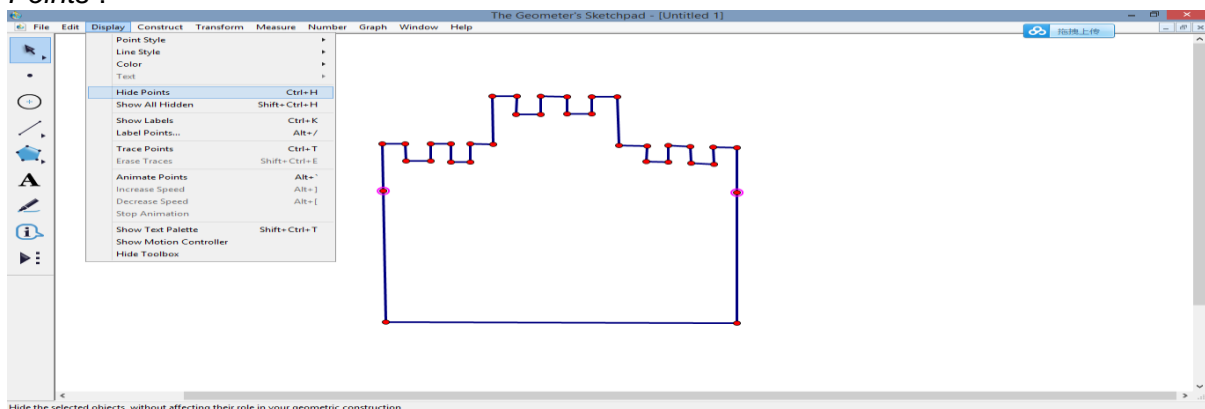 Points'.
The Geometer's Sketchpad - [Untitled 1]
File Edit Display Construct Transform Measure Number Graph Window Help
拖拽上传
Point Style
Line Style
Color
Text
Hide Points Ctrl+H
Show All Hidden Shift+Ctrl+H
Show Labels Ctrl+K
Label Points... Alt+/
Trace Points Ctrl+T
Erase Traces Shift+Ctrl+E
Animate Points Alt+`
Increase Speed Alt+]
Decrease Speed Alt+[
Stop Animation
Show Text Palette Shift+Ctrl+T
Show Motion Controller
Hide Toolbox
A
Hide the selected objects, without affecting their role in your geometric construction